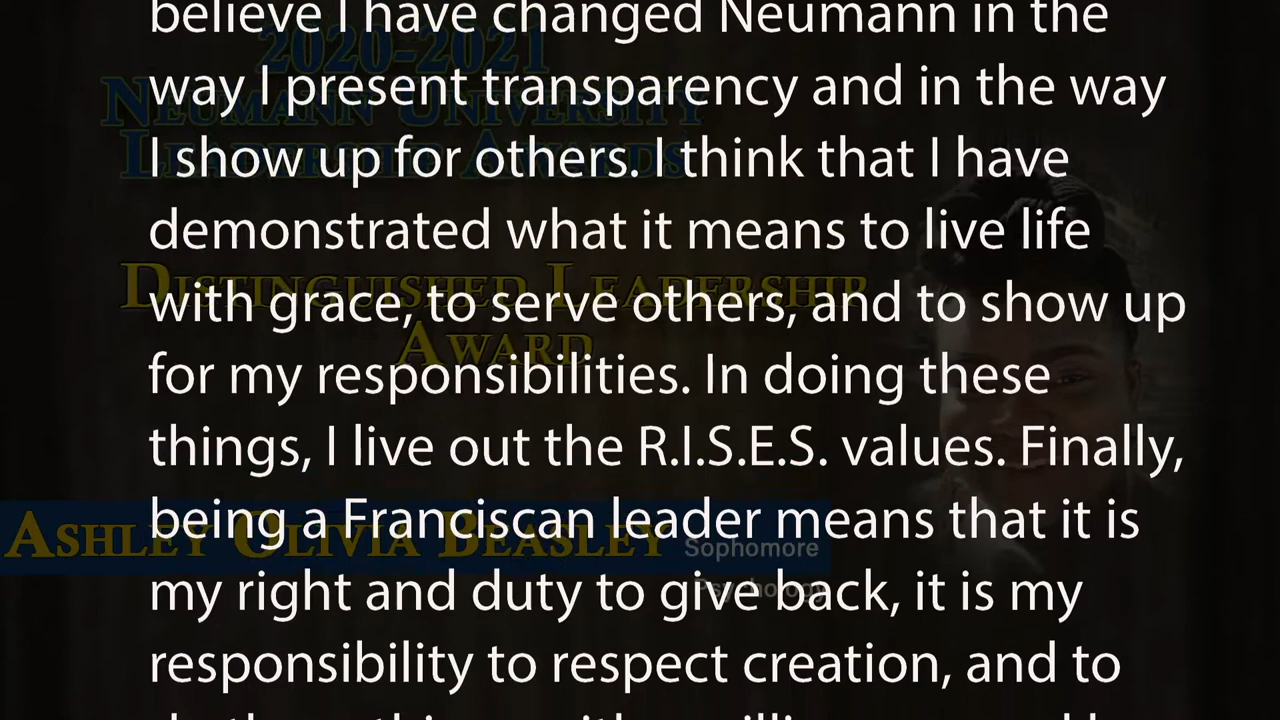 believe I have changed Neumann in the
way I present transparency and in the way
I show up for others. I think that I have
demonstrated what it means to live life
with grace, to serve others, and to show up
for my responsibilities. In doing these
things, I live out the R.I.S.E.S. values. Finally,
being a Franciscan leader means that it is
my right and duty to give back, it is my
responsibility to respect creation, and to
2020-2021
Neumann University
Leadership Awards
Distinguished Leadership
Award
Ashley Olivia Beasley
Sophomore
Psychology